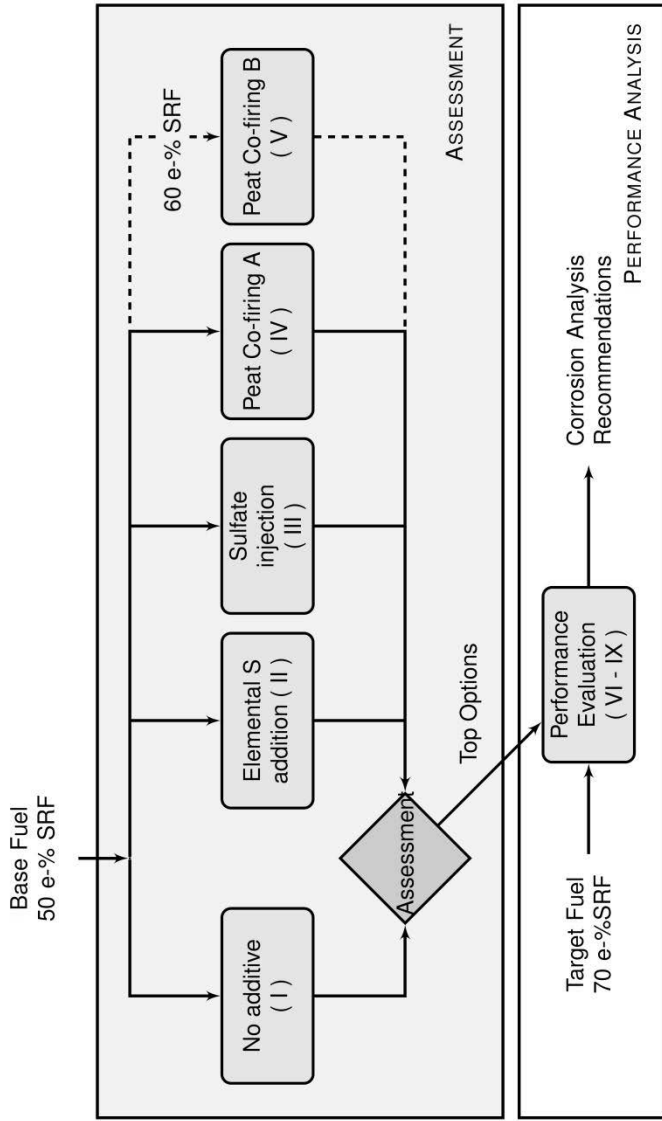 Base Fuel
50 e-% SRF
60 e-% SRF
No additive
( I )
Elemental S
addition ( II )
Sulfate
injection
( III )
Peat Co-firing A
( IV )
Peat Co-firing B
( V )
Assessment
ASSESSMENT
Top Options
Target Fuel
70 e-%SRF
Performance
Evaluation
( VI - IX )
Corrosion Analysis
Recommendations
PERFORMANCE ANALYSIS